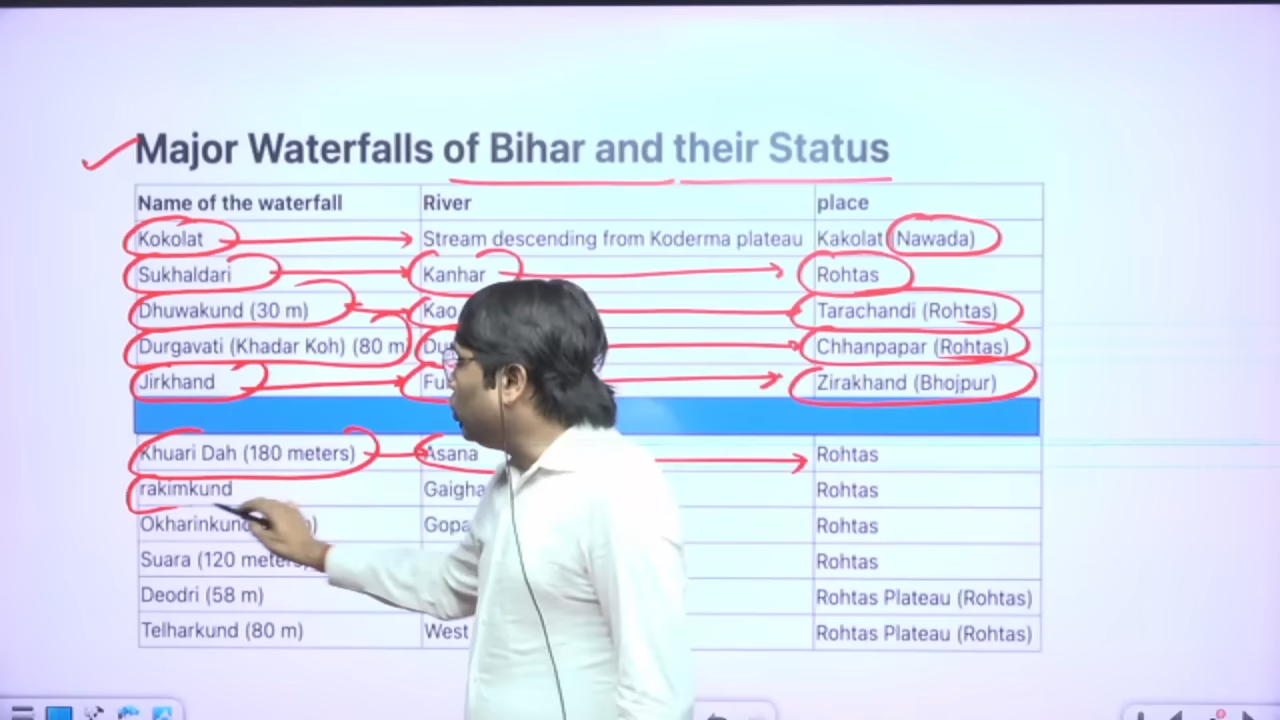 Major Waterfalls of Bihar and their Status
Name of the waterfall River place
Kokolat Stream descending from Koderma plateau Kakolat (Nawada)
Sukhaldari Kanhar Rohtas
Dhuwakund (30 m) Kao Tarachandi (Rohtas)
Durgavati (Khadar Koh) (80 m Chhanpapar (Rohtas)
Jirkhand Zirakhand (Bhojpur)
Khuari Dah (180 meters) Asana Rohtas
rakimkund Rohtas
Rohtas
Suara (120 meters) Rohtas
Deodri (58 m) Rohtas Plateau (Rohtas)
Telharkund (80 m) West Rohtas Plateau (Rohtas)